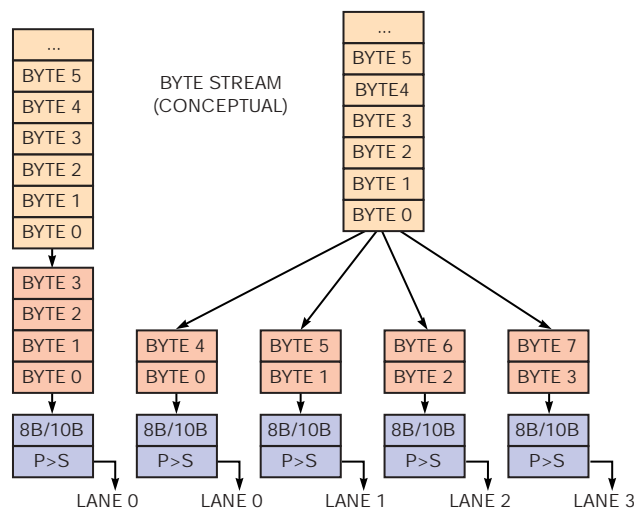 ...
BYTE 5
BYTE 4
BYTE 3
BYTE 2
BYTE 1
BYTE 0
BYTE 3
BYTE 2
BYTE 1
BYTE 0
8B/10B
P>S
LANE 0
BYTE STREAM
(CONCEPTUAL)
...
BYTE 5
BYTE4
BYTE 3
BYTE 2
BYTE 1
BYTE 0
BYTE 4
BYTE 0
8B/10B
P>S
LANE 0
BYTE 5
BYTE 1
8B/10B
P>S
LANE 1
BYTE 6
BYTE 2
8B/10B
P>S
LANE 2
BYTE 7
BYTE 3
8B/10B
P>S
LANE 3